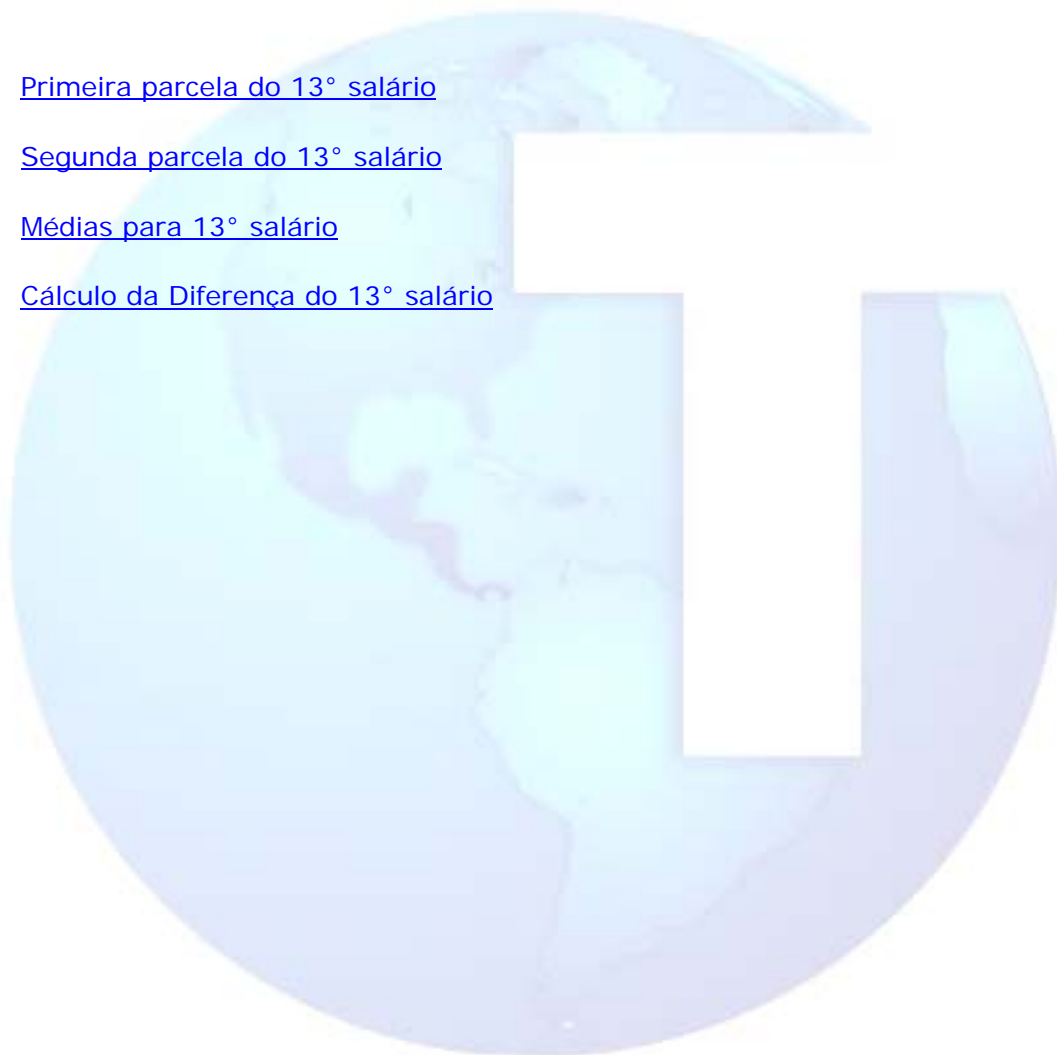 Primeira parcela do 13° salário
Segunda parcela do 13° salário
Médias para 13° salário
Cálculo da Diferença do 13° salário
T